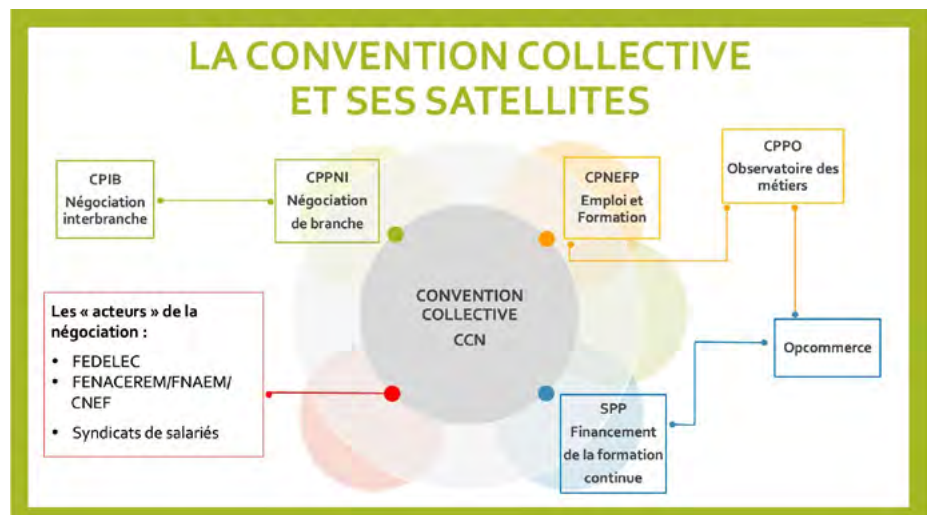 LA CONVENTION COLLECTIVE
ET SES SATELLITES
CPIB
Négociation
interbranche
CPPNI
Négociation
de branche
CPNEFP
Emploi et
Formation
CPPO
Observatoire des
métiers
Les « acteurs » de la
négociation :
• FEDELEC
• FENACEREM/FNAEM/
CNEF
• Syndicats de salariés
CONVENTION
COLLECTIVE
CCN
Opcommerce
SPP
Financement
de la formation
continue